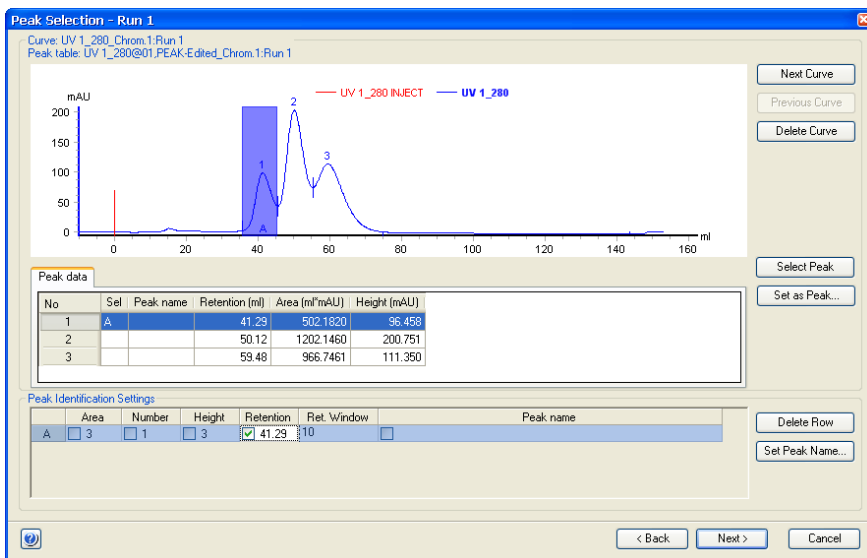 Peak Selection - Run 1
Curve: UV 1_280_Chrom.1:Run 1
Peak table: UV 1_280@01,PEAK-Edited_Chrom.1:Run 1
mAU
UV 1_280 INJECT UV 1_280
200
150
100
50
0
1
2
3
A
0 20 40 60 80 100 120 140 160 ml
Next Curve
Previous Curve
Delete Curve
Select Peak
Set as Peak...
Peak data
No Sel Peak name Retention (ml) Area (ml*mAU) Height (mAU)
1 A 41.29 502.1820 96.458
2 50.12 1202.1460 200.751
3 59.48 966.7461 111.350
Peak Identification Settings
Area Number Height Retention Ret. Window Peak name
A 3 1 3 41.29 10
Delete Row
Set Peak Name...
?
< Back Next > Cancel